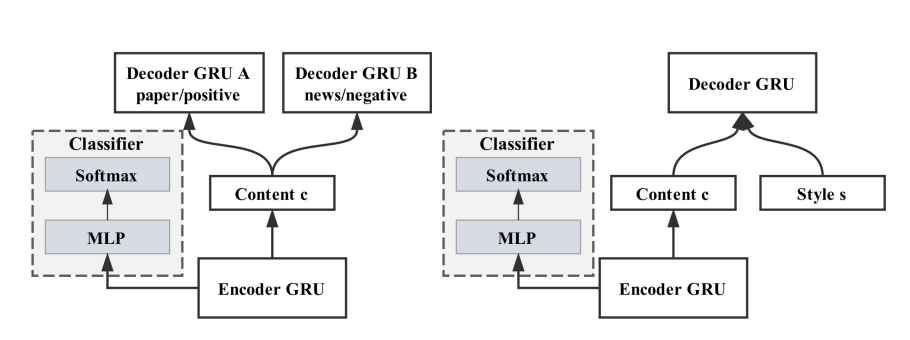 Decoder GRU A
paper/positive
Decoder GRU B
news/negative
Classifier
Softmax
MLP
Content c
Encoder GRU
Decoder GRU
Classifier
Softmax
MLP
Content c
Style s
Encoder GRU